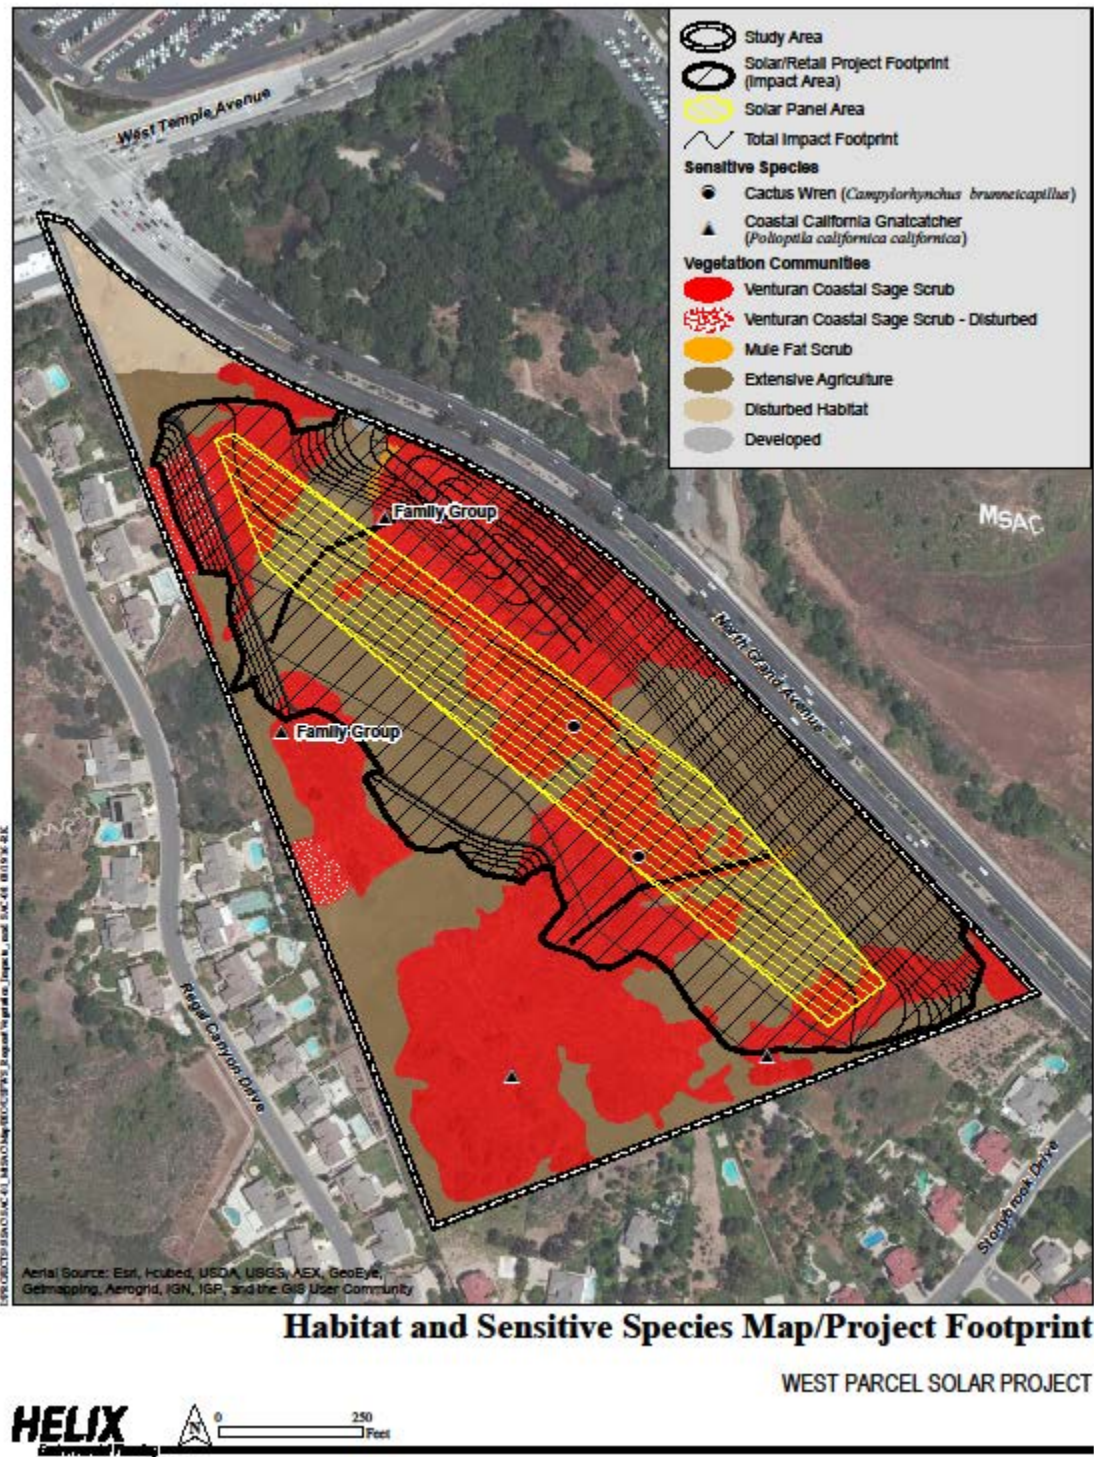 Study Area
Solar/Retail Project Footprint
(Impact Area)
Solar Panel Area
Total Impact Footprint
Sensitive Species
Cactus Wren (Campylorhynchus brunneicapillus)
Coastal California Gnatcatcher
(Polioptila californica californica)
Vegetation Communities
Venturan Coastal Sage Scrub
Venturan Coastal Sage Scrub - Disturbed
Mule Fat Scrub
Extensive Agriculture
Disturbed Habitat
Developed
West Temple Avenue
MSAC
Family Group
North Grand Avenue
Family Group
Regal Canyon Drive
Stonybrook Drive
Aerial Source: Esri, i-cubed, USDA, USGS, AEX, GeoEye,
Getmapping, Aerogrid, IGN, IGP, and the GIS User Community
Habitat and Sensitive Species Map/Project Footprint
WEST PARCEL SOLAR PROJECT
HELIX
Environmental Planning
N
0 250
Feet